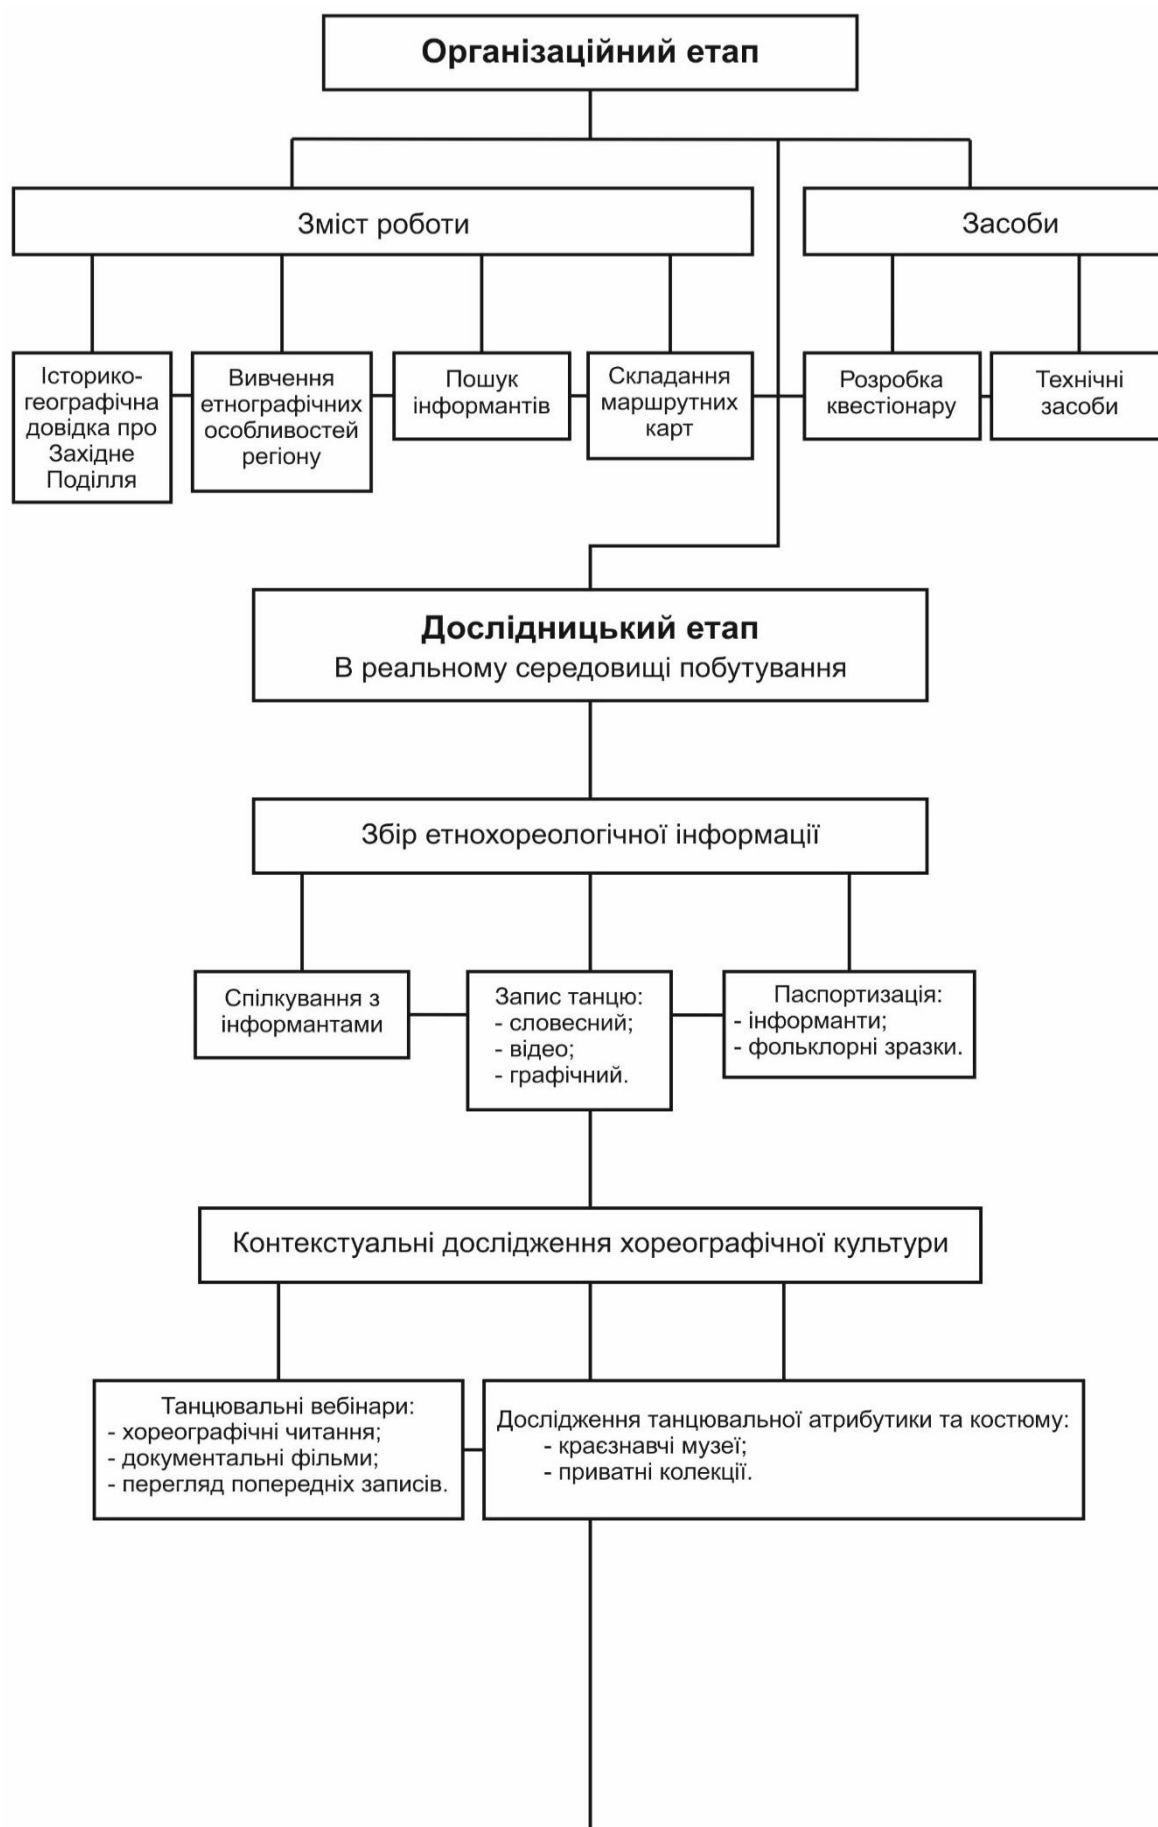 Організаційний етап
Зміст роботи
Засоби
Історико-
географічна
довідка про
Західне
Поділля
Вивчення
етнографічних
особливостей
регіону
Пошук
інформантів
Складання
маршрутних
карт
Розробка
квестіонару
Технічні
засоби
Дослідницький етап
В реальному середовищі побутування
Збір етнохореологічної інформації
Спілкування з
інформантами
Запис танцю:
- словесний;
- відео;
- графічний.
Паспортизація:
- інформанти;
- фольклорні зразки.
Контекстуальні дослідження хореографічної культури
Танцювальні вебінари:
- хореографічні читання;
- документальні фільми;
- перегляд попередніх записів.
Дослідження танцювальної атрибутики та костюму:
- краєзнавчі музеї;
- приватні колекції.